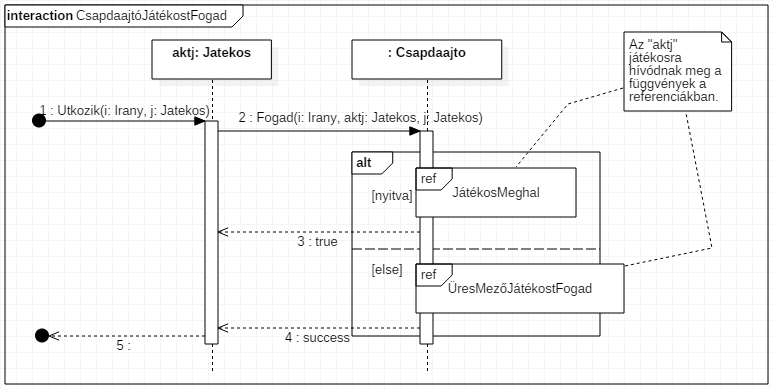 interaction CsapdaajtóJátékostFogad
aktj: Jatekos
: Csapdaajto
Az "aktj"
játékosra
hívódnak meg a
függvények a
referenciákban.
1 : Utkozik(i: Irany, j: Jatekos)
2 : Fogad(i: Irany, aktj: Jatekos, j: Jatekos)
alt
ref
[nyitva]
JátékosMeghal
3 : true
[else]
ref
ÜresMezőJátékostFogad
4 : success
5 :